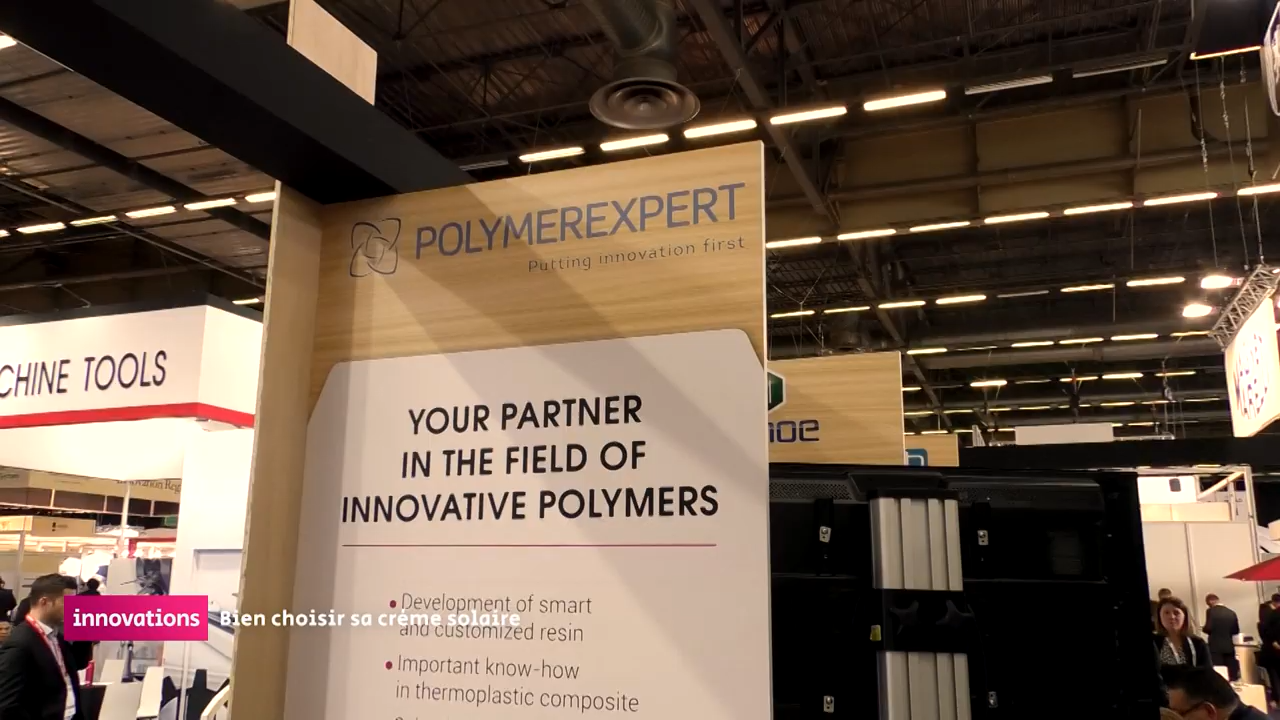 POLYMEREXPERT
Putting innovation first
CHINE TOOLS
YOUR PARTNER
IN THE FIELD OF
INNOVATIVE POLYMERS
• Development of smart
and customized resin
• Important know-how
in thermoplastic composite
innovations Bien choisir sa crème solaire